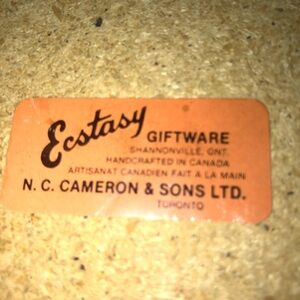 Ecstasy GIFTWARE
SHANNONVILLE, ONT.
HANDCRAFTED IN CANADA
ARTISANAT CANADIEN FAIT A LA MAIN
N. C. CAMERON & SONS LTD.
TORONTO